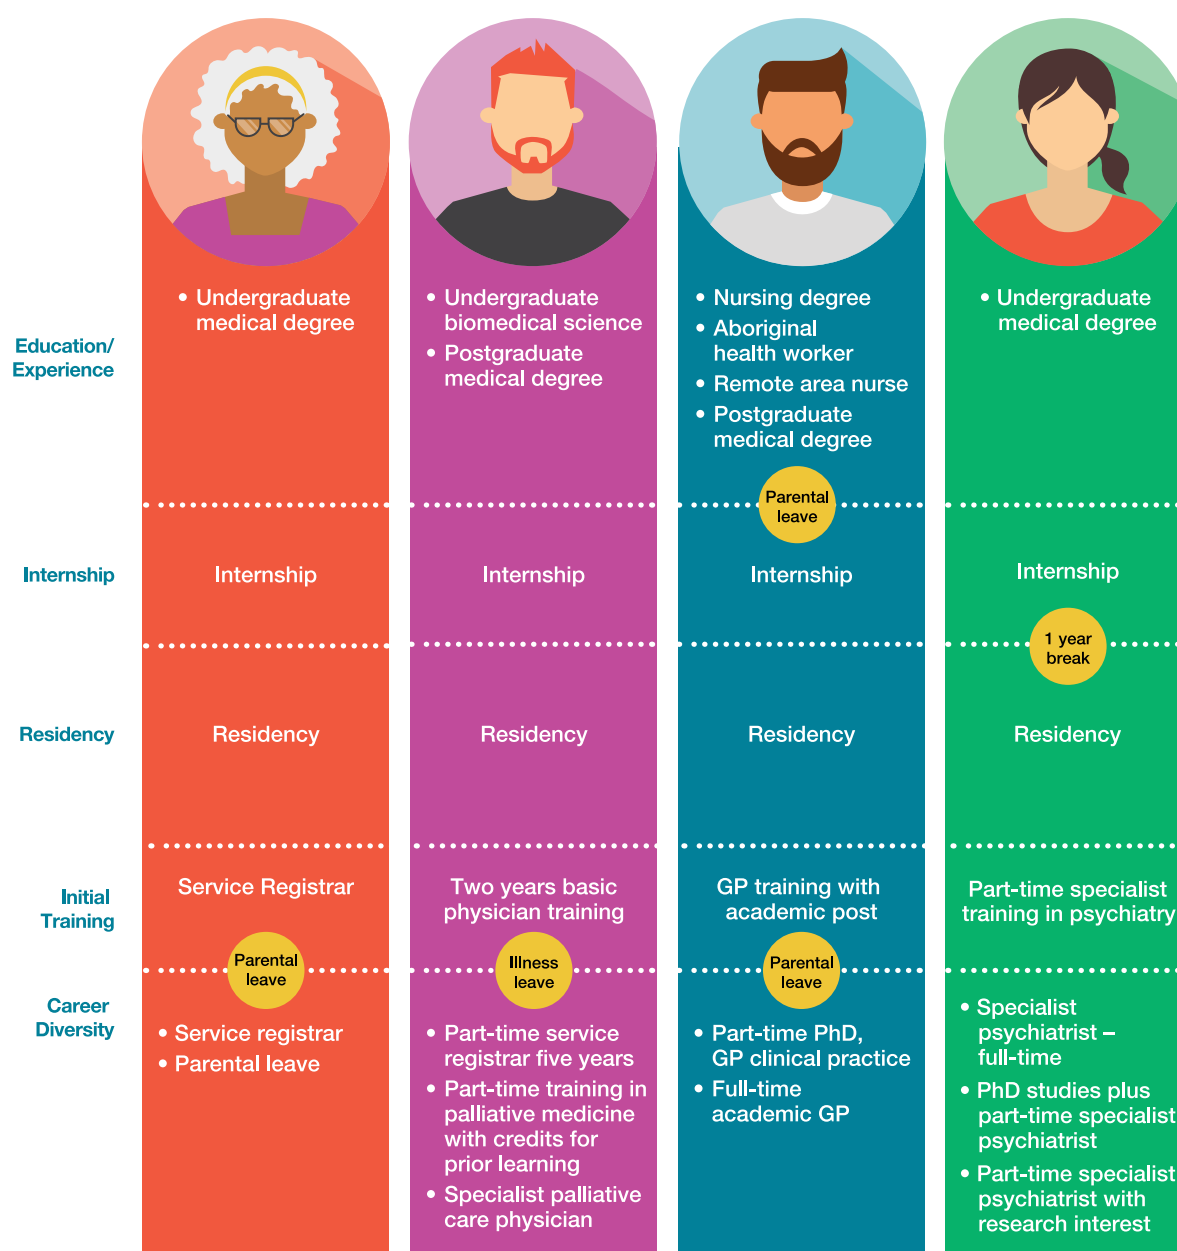 Education/
Experience
• Undergraduate
medical degree
• Undergraduate
biomedical science
• Postgraduate
medical degree
• Nursing degree
• Aboriginal
health worker
• Remote area nurse
• Postgraduate
medical degree
• Undergraduate
medical degree
Parental
leave
Internship
Internship
Internship
Internship
Internship
1 year
break
Residency
Residency
Residency
Residency
Residency
Initial
Training
Service Registrar
Two years basic
physician training
GP training with
academic post
Part-time specialist
training in psychiatry
Parental
leave
Illness
leave
Parental
leave
Career
Diversity
• Service registrar
• Parental leave
• Part-time service
registrar five years
• Part-time training in
palliative medicine
with credits for
prior learning
• Specialist palliative
care physician
• Part-time PhD,
GP clinical practice
• Full-time
academic GP
• Specialist
psychiatrist –
full-time
• PhD studies plus
part-time specialist
psychiatrist
• Part-time specialist
psychiatrist with
research interest